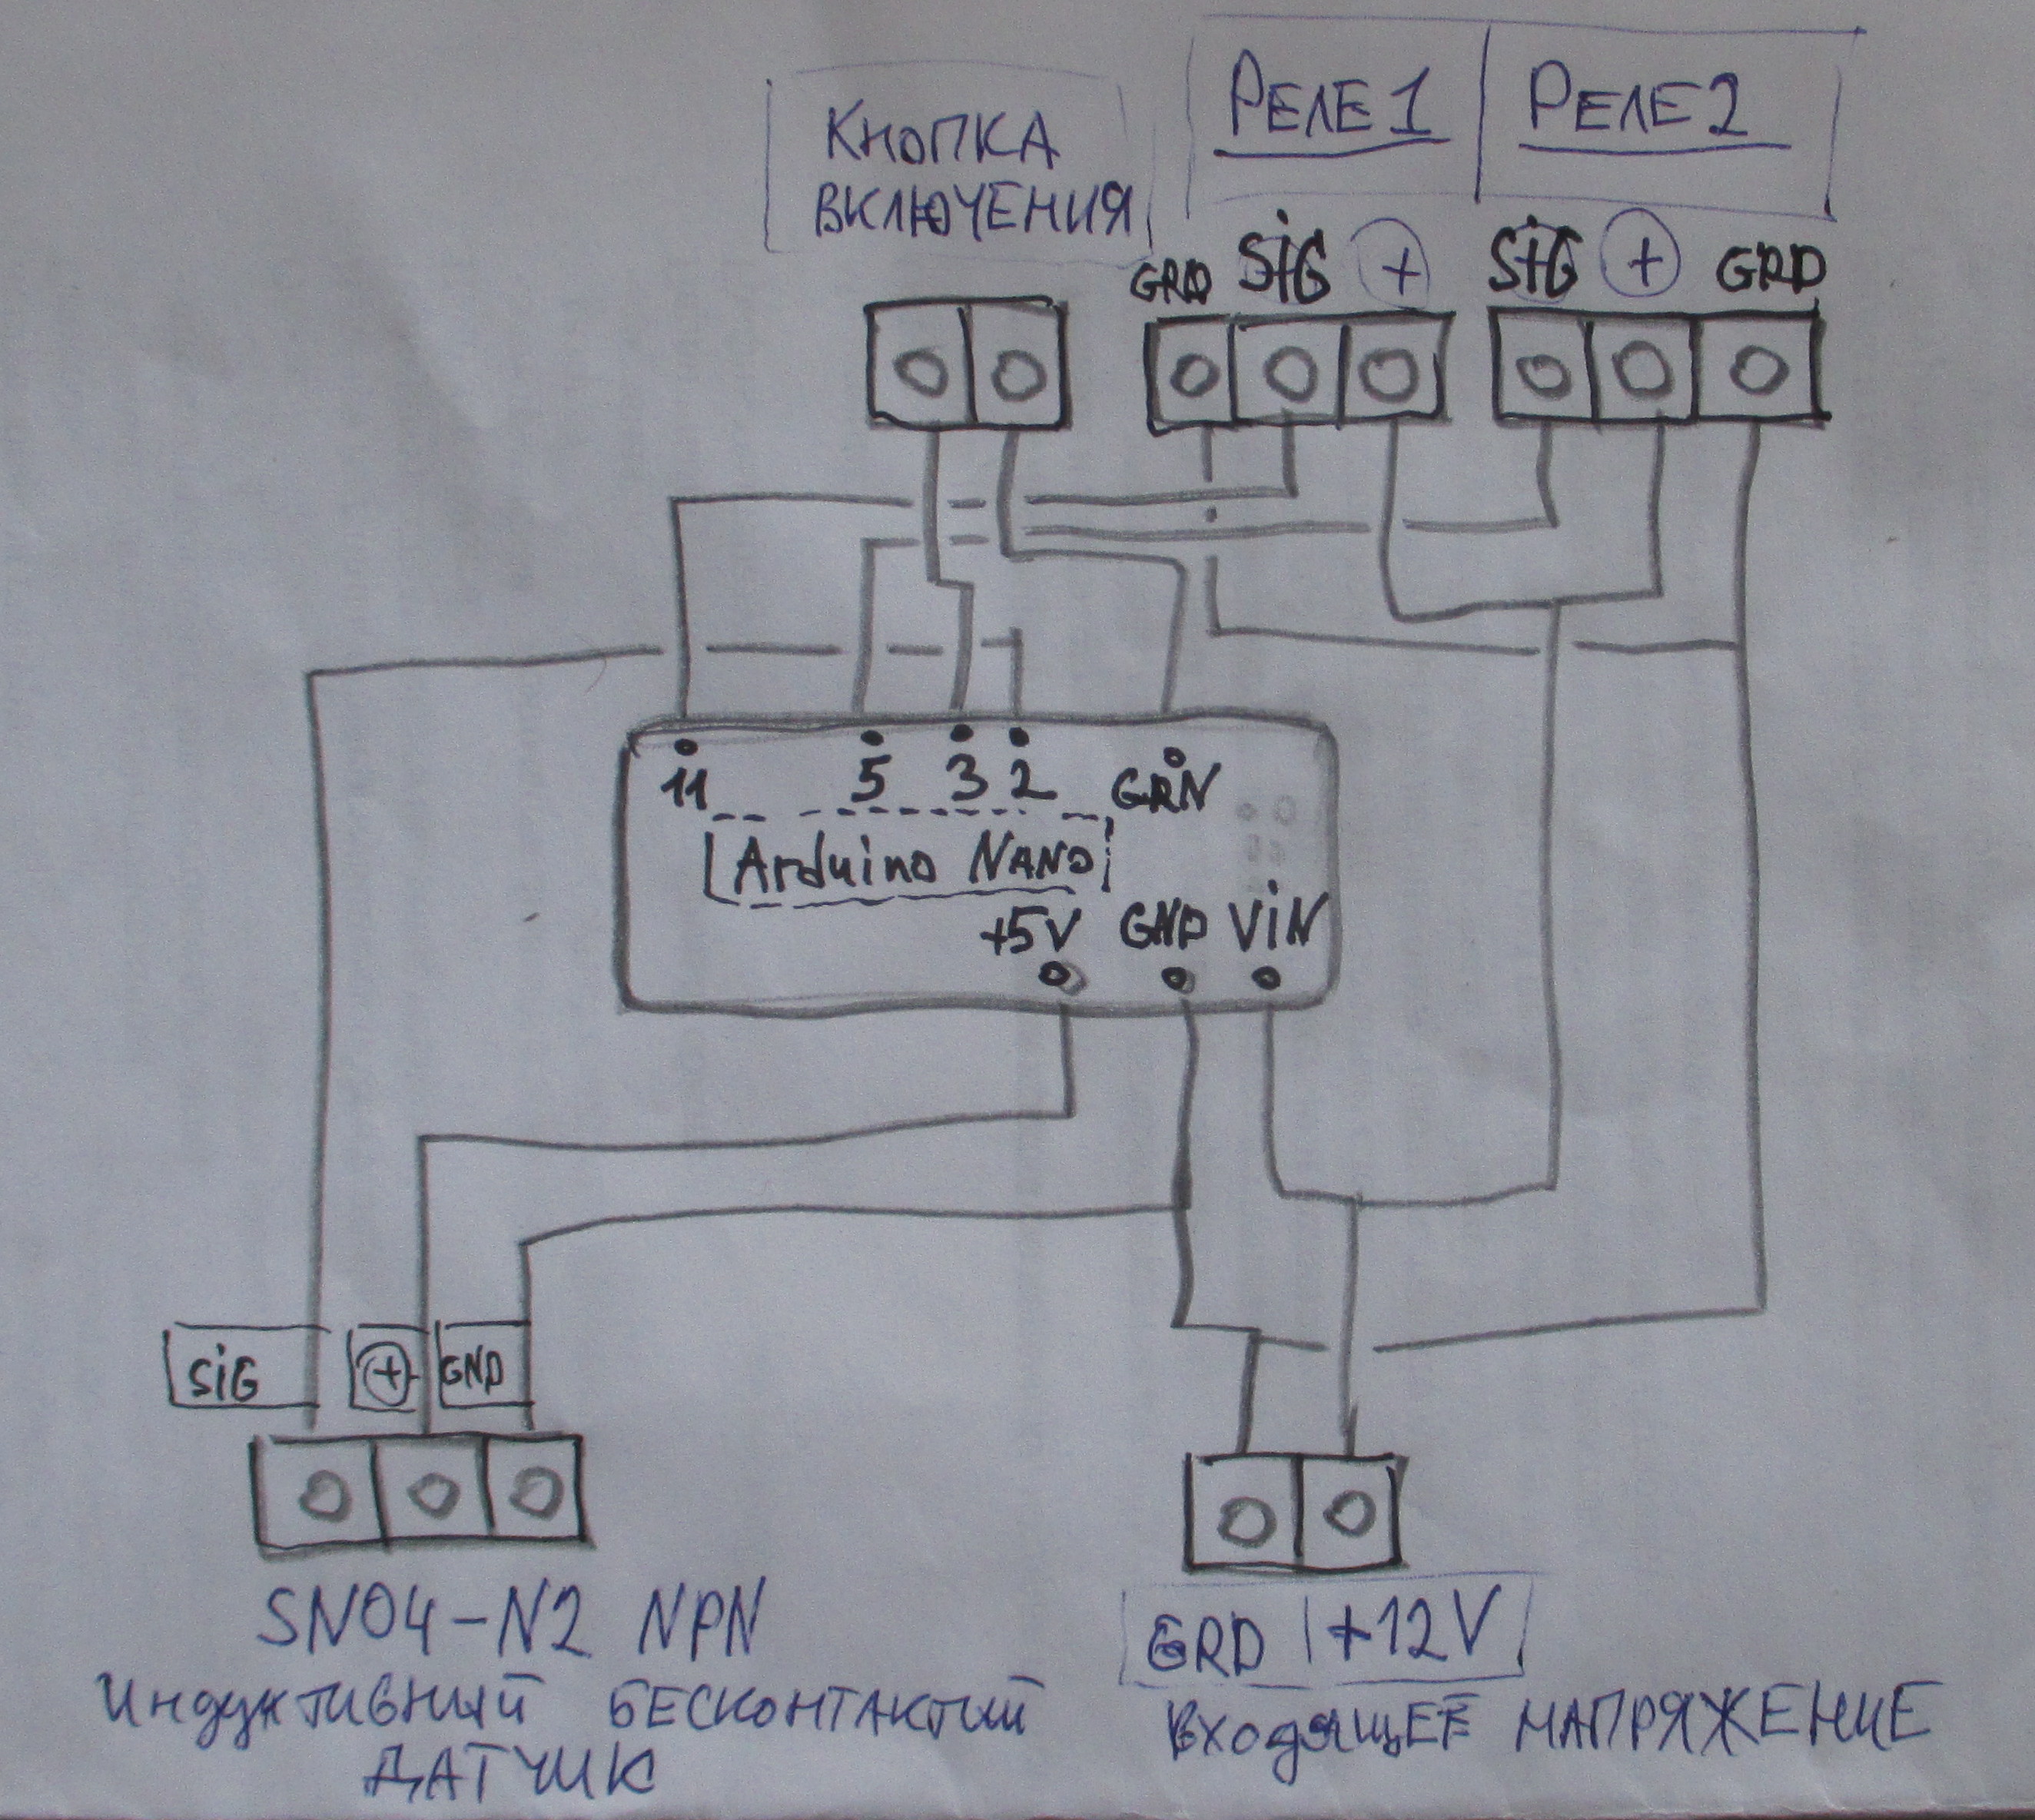 КНОПКА
ВКЛЮЧЕНИЯ
РЕЛЕ 1
РЕЛЕ 2
GRD SiG +
SiG + GRD
11 5 3 2 GRN
Arduino NANO
+5V GND ViN
SiG + GND
SN04-N2 NPN
Индуктивный БЕСКОНТАКТИЙ
ДАТЧИК
GRD | +12V
ВХОДЯЩЕЕ НАПРЯЖЕНИЕ